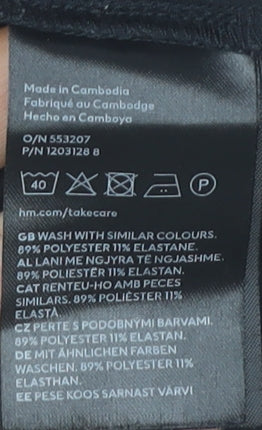 Made in Cambodia
Fabriqué au Cambodge
Hecho en Camboya
O/N 553207
P/N 1203128 8
40 P
hm.com/takecare
GB WASH WITH SIMILAR COLOURS.
89% POLYESTER 11% ELASTANE.
AL LANI ME NGJYRA TË NGJASHME.
89% POLIESTËR 11% ELASTAN.
CAT RENTEU-HO AMB PECES
SIMILARS. 89% POLIÈSTER 11%
ELASTÀ.
CZ PERTE S PODOBNÝMI BARVAMI.
89% POLYESTER 11% ELASTAN.
DE MIT ÄHNLICHEN FARBEN
WASCHEN. 89% POLYESTER 11%
ELASTHAN.
EE PESE KOOS SARNAST VÄRVI